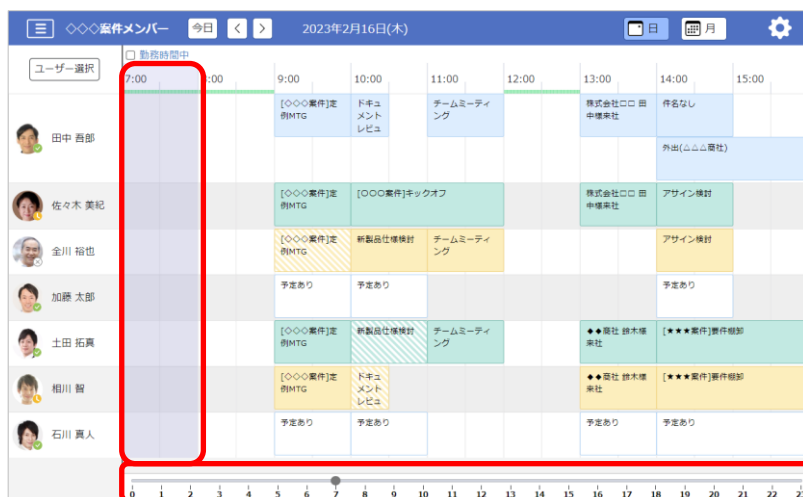 ◇◇◇案件メンバー 今日 < > 2023年2月16日(木) 日 月
ユーザー選択
勤務時間中
7:00 8:00 9:00 10:00 11:00 12:00 13:00 14:00 15:00
田中 吾郎
[◇◇◇案件]定
例MTG
ドキュ
メント
レビュ
チームミーティ
ング
株式会社□□ 田
中様来社
件名なし
外出(△△△商社)
佐々木 美紀
[◇◇◇案件]定
例MTG
[○○○案件]キックオフ
株式会社□□ 田
中様来社
アサイン検討
全川 裕也
[◇◇◇案件]定
例MTG
新製品仕様検討
チームミーティ
ング
アサイン検討
加藤 太郎
予定あり
予定あり
予定あり
土田 拓真
[◇◇◇案件]定
例MTG
新製品仕様検討
チームミーティ
ング
◆◆商社 鈴木様
来社
[★★★案件]要件棚卸
相川 智
[◇◇◇案件]定
例MTG
ドキュ
メント
レビュ
◆◆商社 鈴木様
来社
[★★★案件]要件棚卸
石川 真人
予定あり
予定あり
予定あり
予定あり
0 1 2 3 4 5 6 7 8 9 10 11 12 13 14 15 16 17 18 19 20 21 22